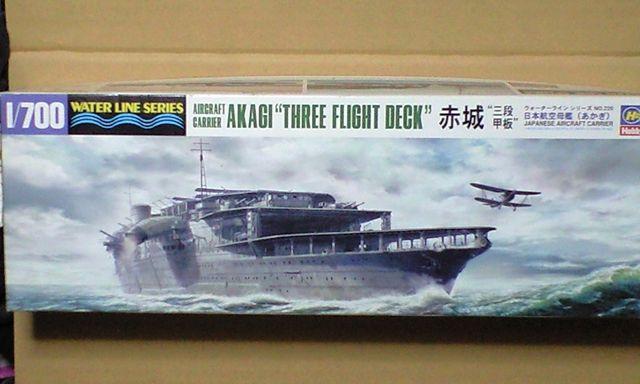 1/700
WATER LINE SERIES
AIRCRAFT
CARRIER
AKAGI "THREE FLIGHT DECK"
赤城
"三段
甲板"
ウォーターライン シリーズ NO.220
日本航空母艦(あかぎ)
JAPANESE AIRCRAFT CARRIER
H
Hobby